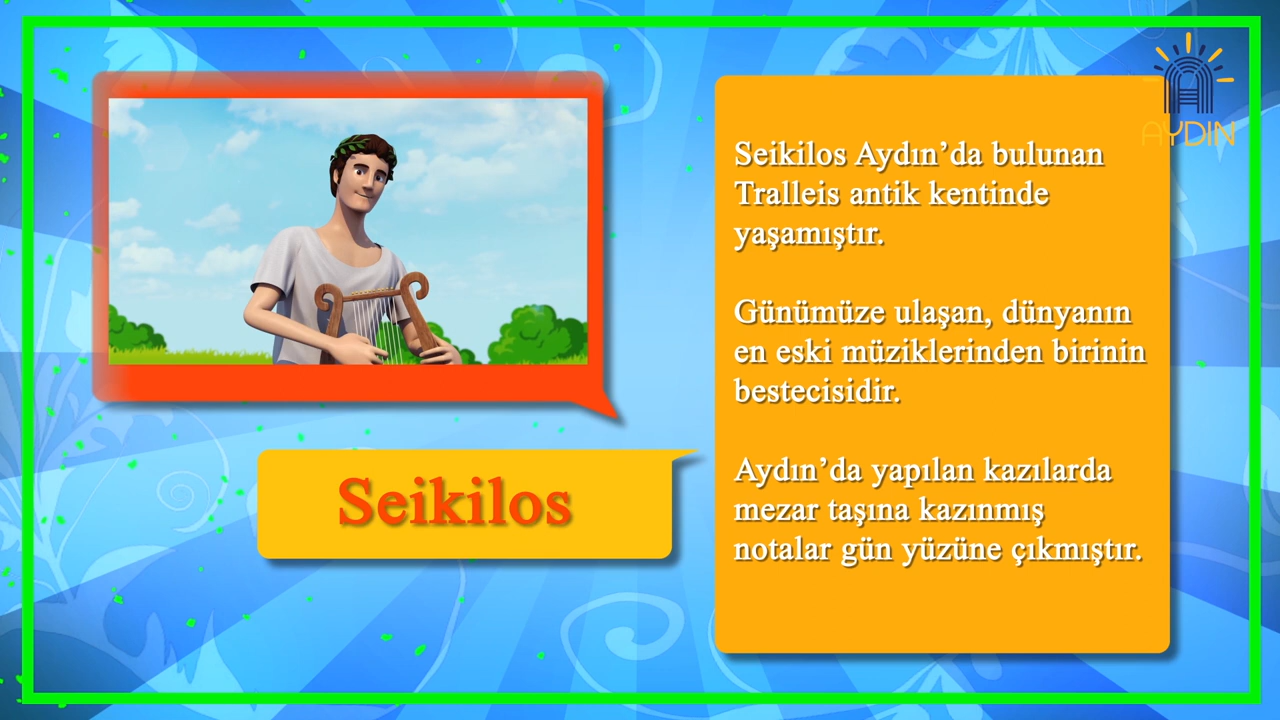 AYDIN
Seikilos Aydın’da bulunan
Tralleis antik kentinde
yaşamıştır.
Günümüze ulaşan, dünyanın
en eski müziklerinden birinin
bestecisidir.
Aydın’da yapılan kazılarda
mezar taşına kazınmış
notalar gün yüzüne çıkmıştır.
Seikilos